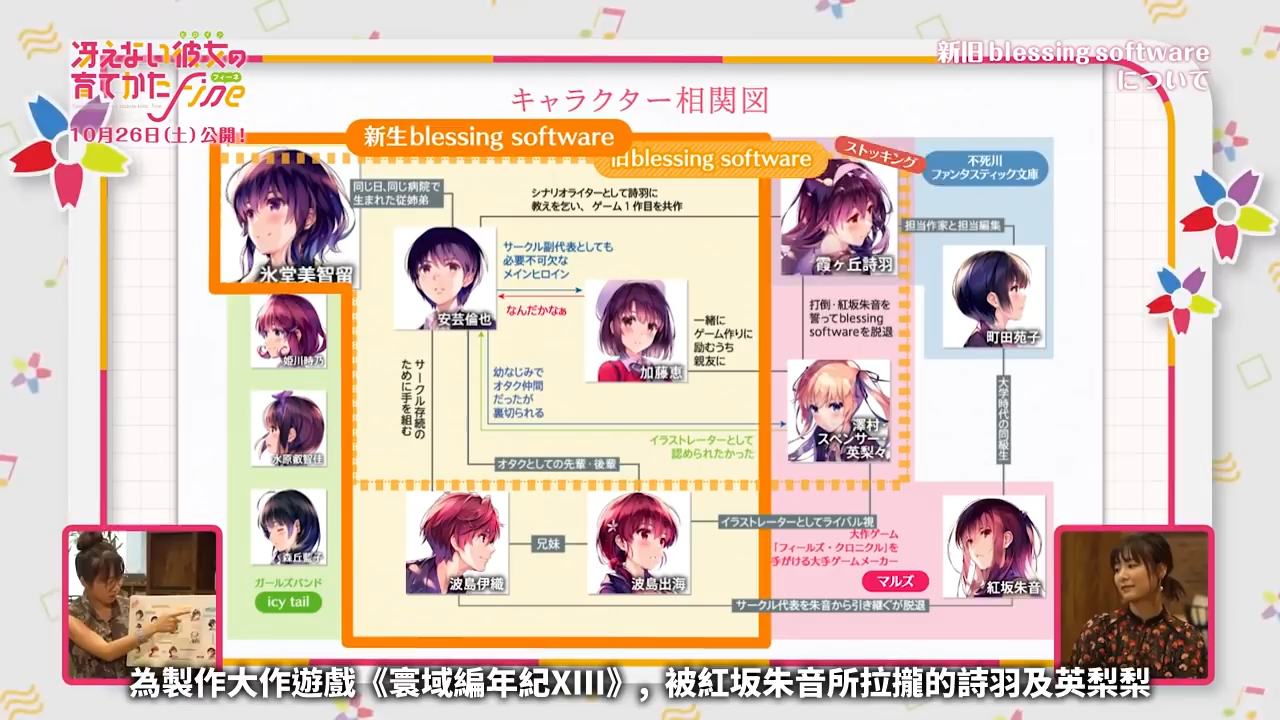 冴えない彼女の
ヒロイン
育てかた fine
フィーネ
10月26日(土)公開!
新旧blessing software
について
キャラクター相関図
新生blessing software
旧blessing software
ストッキング
不死川
ファンタスティック文庫
同じ日、同じ病院で
生まれた従姉弟
シナリオライターとして詩羽に
教えを乞い、ゲーム1作目を共作
担当作家と担当編集
氷堂美智留
サークル副代表としても
必要不可欠な
メインヒロイン
なんだかなぁ
安芸倫也
加藤恵
霞ヶ丘詩羽
町田苑子
一緒に
ゲーム作りに
励むうち
親友に
打倒・紅坂朱音を
誓ってblessing
softwareを脱退
姫川時乃
水原叡智佳
森丘藍子
ガールズバンド
icy tail
サークル存続の
ために手を組む
幼なじみで
オタク仲間
だったが
裏切られる
イラストレーターとして
認められたかった
澤村・
スペンサー・
英梨々
大学時代の同級生
オタクとしての先輩・後輩
波島伊織
兄妹
波島出海
イラストレーターとしてライバル視
大作ゲーム
「フィールズ・クロニクル」を
手がける大手ゲームメーカー
マルズ
紅坂朱音
サークル代表を朱音から引き継ぐが脱退
為製作大作遊戲《寰域編年紀XIII》，被紅坂朱音所拉攏的詩羽及英梨梨